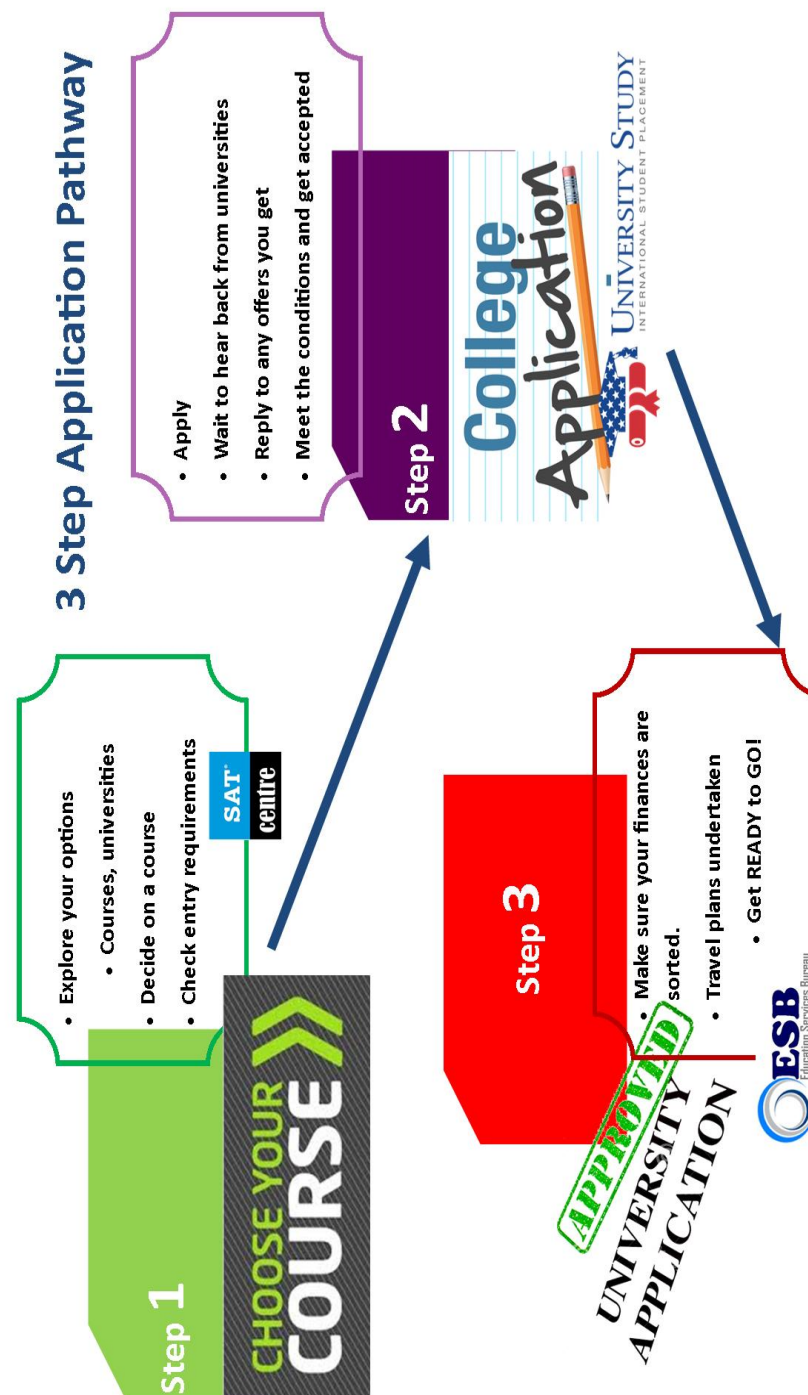 3 Step Application Pathway
Step 1
• Explore your options
• Courses, universities
• Decide on a course
• Check entry requirements
CHOOSE YOUR
COURSE
SAT®
centre
• Apply
• Wait to hear back from universities
• Reply to any offers you get
• Meet the conditions and get accepted
Step 2
College
Application
UNIVERSITY STUDY
INTERNATIONAL STUDENT PLACEMENT
Step 3
• Make sure your finances are
sorted.
• Travel plans undertaken
• Get READY to GO!
APPROVED
UNIVERSITY
APPLICATION
ESB
Education Services Bureau